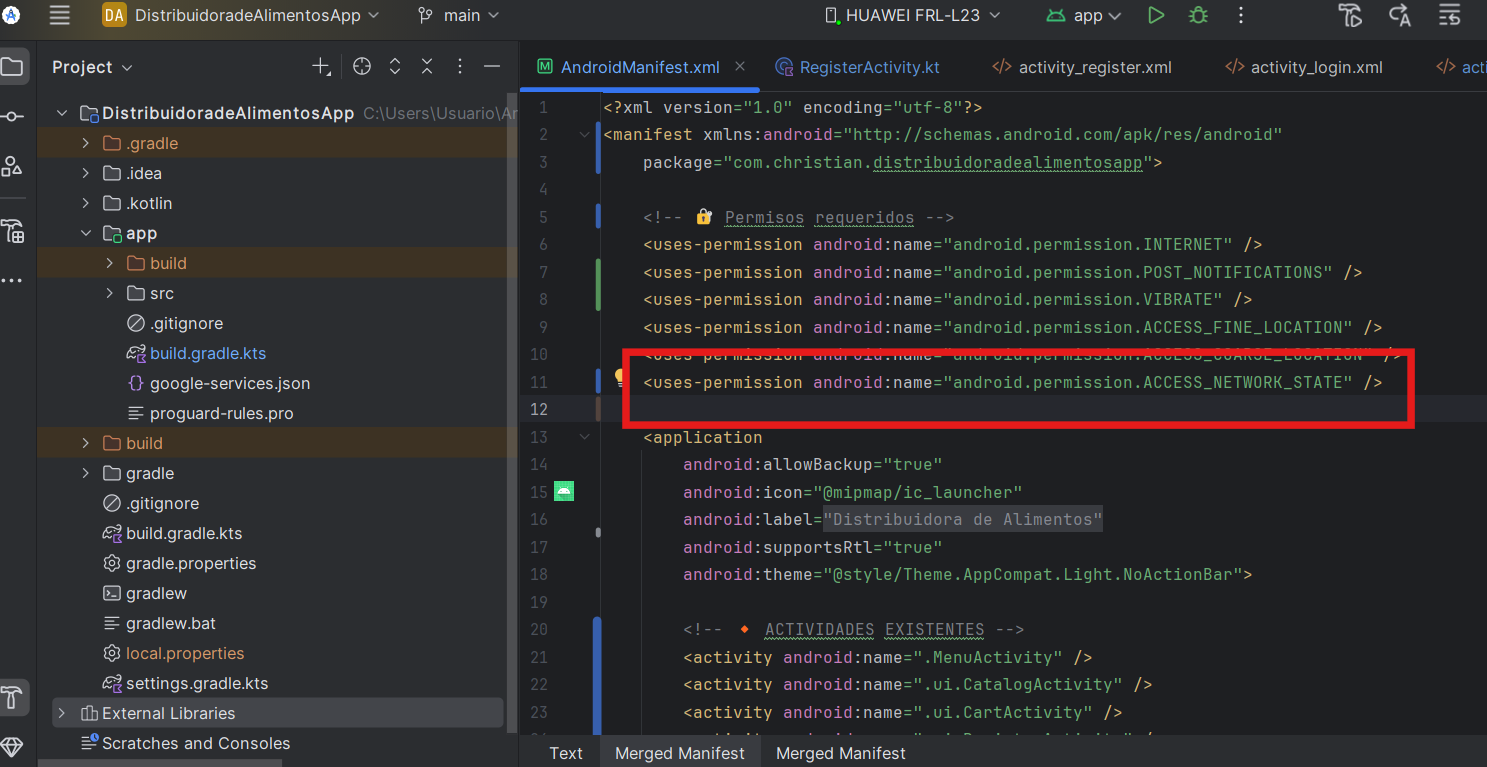 DA DistribuidoradeAlimentosApp main HUAWEI FRL-L23 app
Project
AndroidManifest.xml RegisterActivity.kt </> activity_register.xml </> activity_login.xml </>
DistribuidoradeAlimentosApp C:\Users\Usuario\
.gradle
.idea
.kotlin
app
build
src
.gitignore
build.gradle.kts
google-services.json
proguard-rules.pro
build
gradle
.gitignore
build.gradle.kts
gradle.properties
gradlew
gradlew.bat
local.properties
settings.gradle.kts
External Libraries
Scratches and Consoles
1 <?xml version="1.0" encoding="utf-8"?>
2 <manifest xmlns:android="http://schemas.android.com/apk/res/android"
3 package="com.christian.distribuidoradealimentosapp">
4
5 <!-- 🔐 Permisos requeridos -->
6 <uses-permission android:name="android.permission.INTERNET" />
7 <uses-permission android:name="android.permission.POST_NOTIFICATIONS" />
8 <uses-permission android:name="android.permission.VIBRATE" />
9 <uses-permission android:name="android.permission.ACCESS_FINE_LOCATION" />
10 <uses-permission android:name="android.permission.ACCESS_COARSE_LOCATION" />
11 <uses-permission android:name="android.permission.ACCESS_NETWORK_STATE" />
12
13 <application
14 android:allowBackup="true"
15 android:icon="@mipmap/ic_launcher"
16 android:label="Distribuidora de Alimentos"
17 android:supportsRtl="true"
18 android:theme="@style/Theme.AppCompat.Light.NoActionBar">
19
20 <!-- 🔸 ACTIVIDADES EXISTENTES -->
21 <activity android:name=".MenuActivity" />
22 <activity android:name=".ui.CatalogActivity" />
23 <activity android:name=".ui.CartActivity" />
Text Merged Manifest Merged Manifest